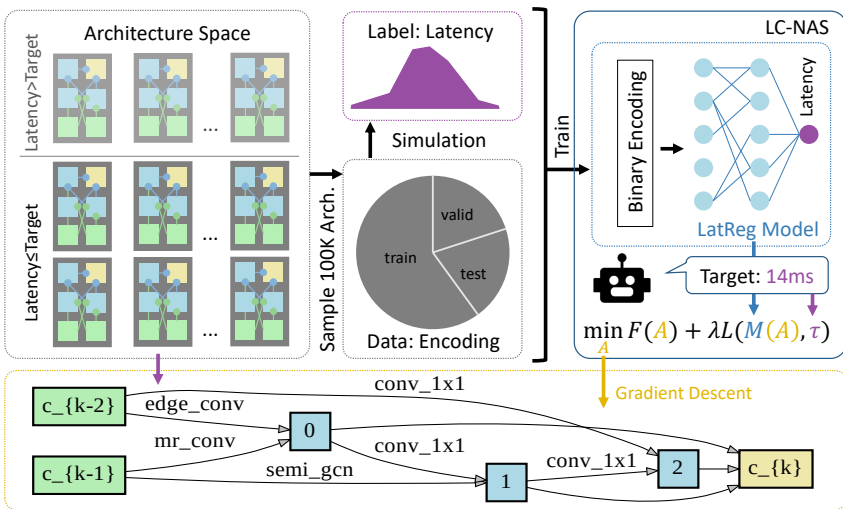 Architecture Space
Latency>Target
...
Latency≤Target
...
...
Sample 100K Arch.
Label: Latency
Simulation
train
valid
test
Data: Encoding
Train
LC-NAS
Binary Encoding
Latency
LatReg Model
Target: 14ms
min F(A) + λL(M(A), τ)
A
Gradient Descent
c_{k-2}
conv_1x1
edge_conv
0
mr_conv
conv_1x1
c_{k-1}
semi_gcn
1
conv_1x1
2
c_{k}